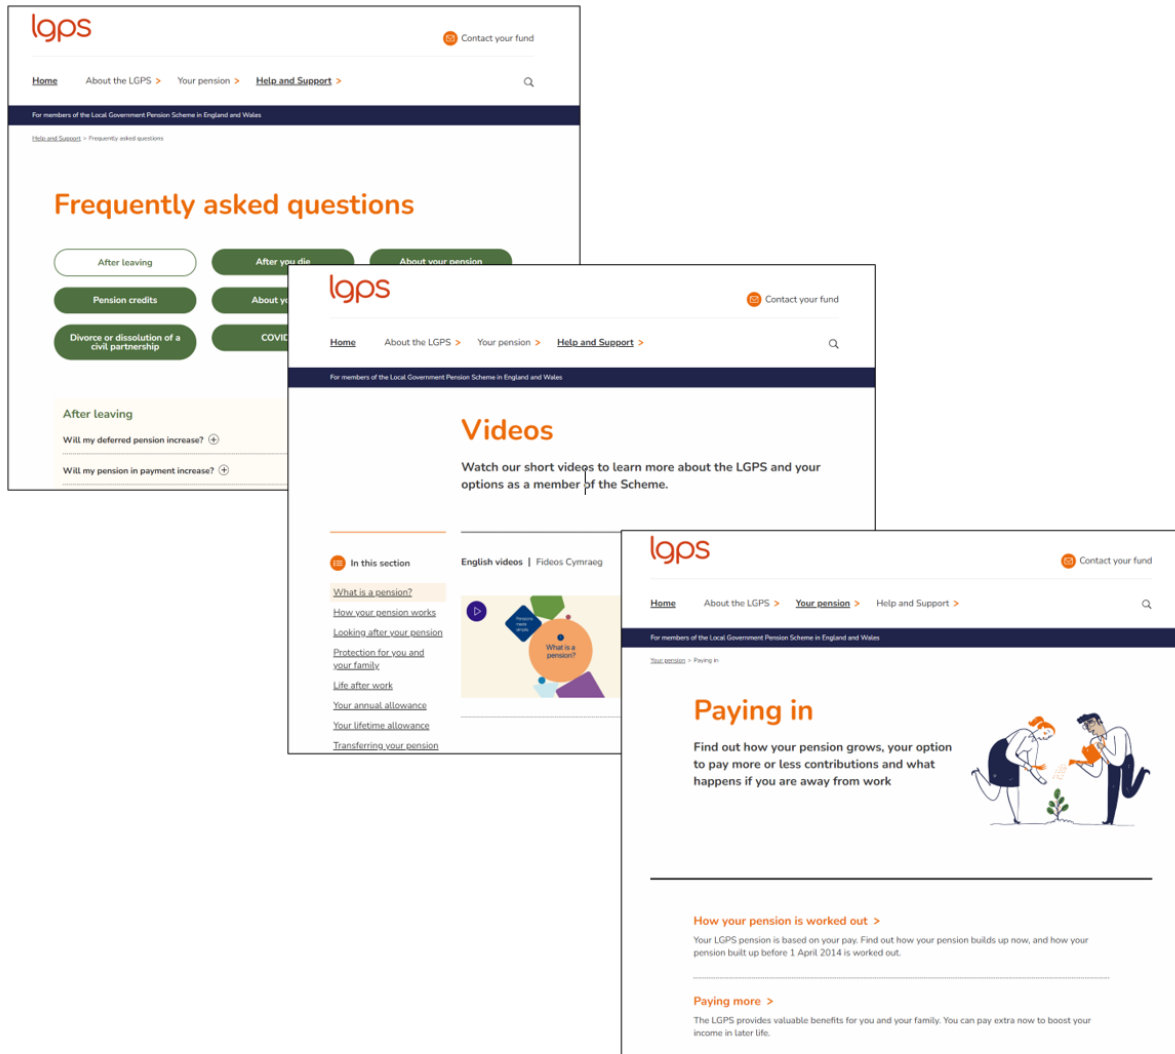 lgps
Contact your fund
Home About the LGPS > Your pension > Help and Support >
For members of the Local Government Pension Scheme in England and Wales
Help and Support > Frequently asked questions
Frequently asked questions
After leaving After you die About your pension
Pension credits About
Divorce or dissolution of a
civil partnership
COVID
After leaving
Will my deferred pension increase?
Will my pension in payment increase?
lgps
Contact your fund
Home About the LGPS > Your pension > Help and Support >
For members of the Local Government Pension Scheme in England and Wales
Videos
Watch our short videos to learn more about the LGPS and your
options as a member of the Scheme.
In this section
English videos | Fideos Cymraeg
What is a pension?
How your pension works
Looking after your pension
Protection for you and
your family
Life after work
Your annual allowance
Your lifetime allowance
Transferring your pension
Pensions
made
simple
What is a
pension?
lgps
Contact your fund
Home About the LGPS > Your pension > Help and Support >
For members of the Local Government Pension Scheme in England and Wales
Your pension > Paying in
Paying in
Find out how your pension grows, your option
to pay more or less contributions and what
happens if you are away from work
How your pension is worked out >
Your LGPS pension is based on your pay. Find out how your pension builds up now, and how your
pension built up before 1 April 2014 is worked out.
Paying more >
The LGPS provides valuable benefits for you and your family. You can pay extra now to boost your
income in later life.